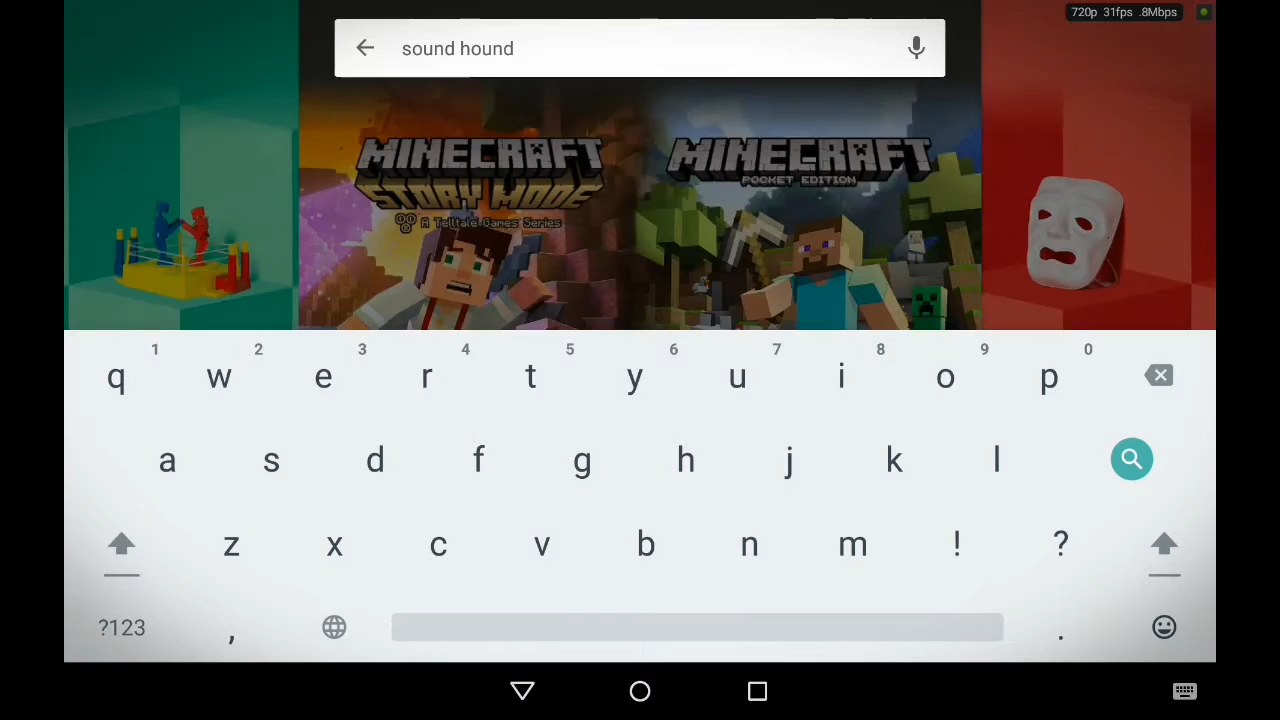 720p 31fps .8Mbps
sound hound
MINECRAFT
STORY MODE
A Telltale Games Series
MINECRAFT
POCKET EDITION
1 2 3 4 5 6 7 8 9 0
q w e r t y u i o p
a s d f g h j k l
z x c v b n m ! ?
?123 , .